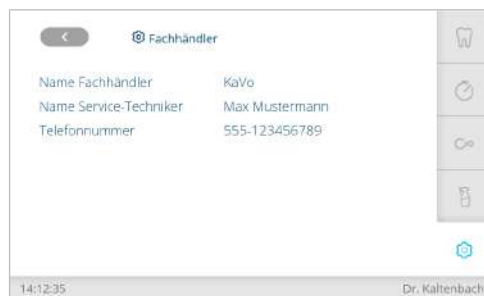 Fachhändler
Name Fachhändler KaVo
Name Service-Techniker Max Mustermann
Telefonnummer 555-123456789
14:12:35 Dr. Kaltenbach